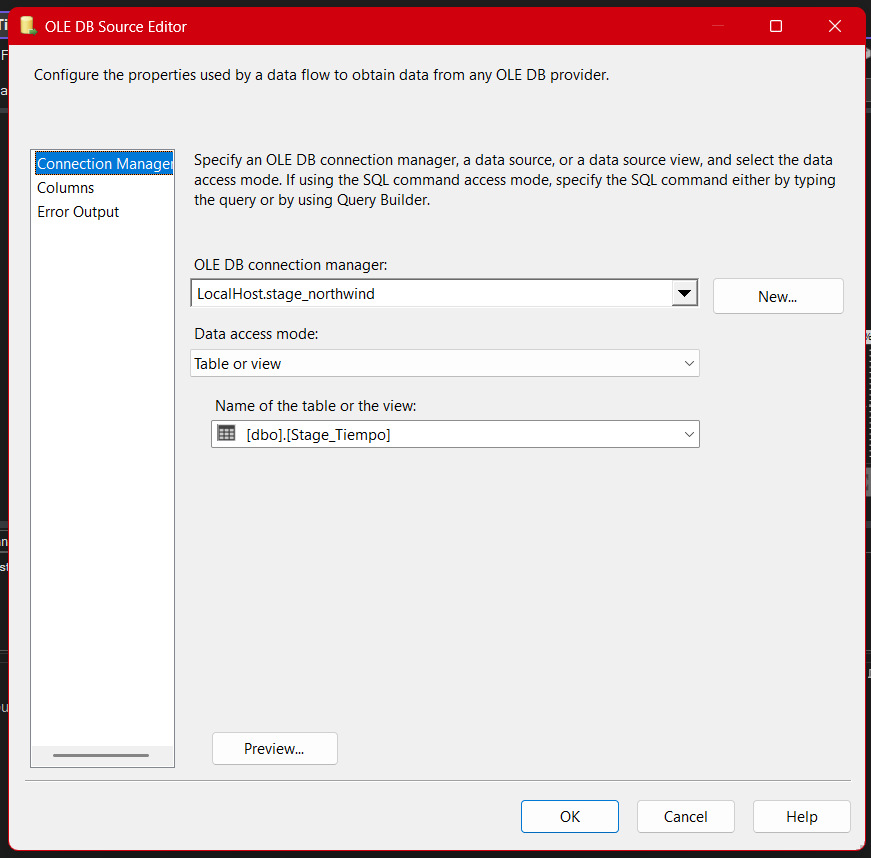 OLE DB Source Editor
Configure the properties used by a data flow to obtain data from any OLE DB provider.
Connection Manager
Columns
Error Output
Specify an OLE DB connection manager, a data source, or a data source view, and select the data
access mode. If using the SQL command access mode, specify the SQL command either by typing
the query or by using Query Builder.
OLE DB connection manager:
LocalHost.stage_northwind
New...
Data access mode:
Table or view
Name of the table or the view:
[dbo].[Stage_Tiempo]
Preview...
OK
Cancel
Help